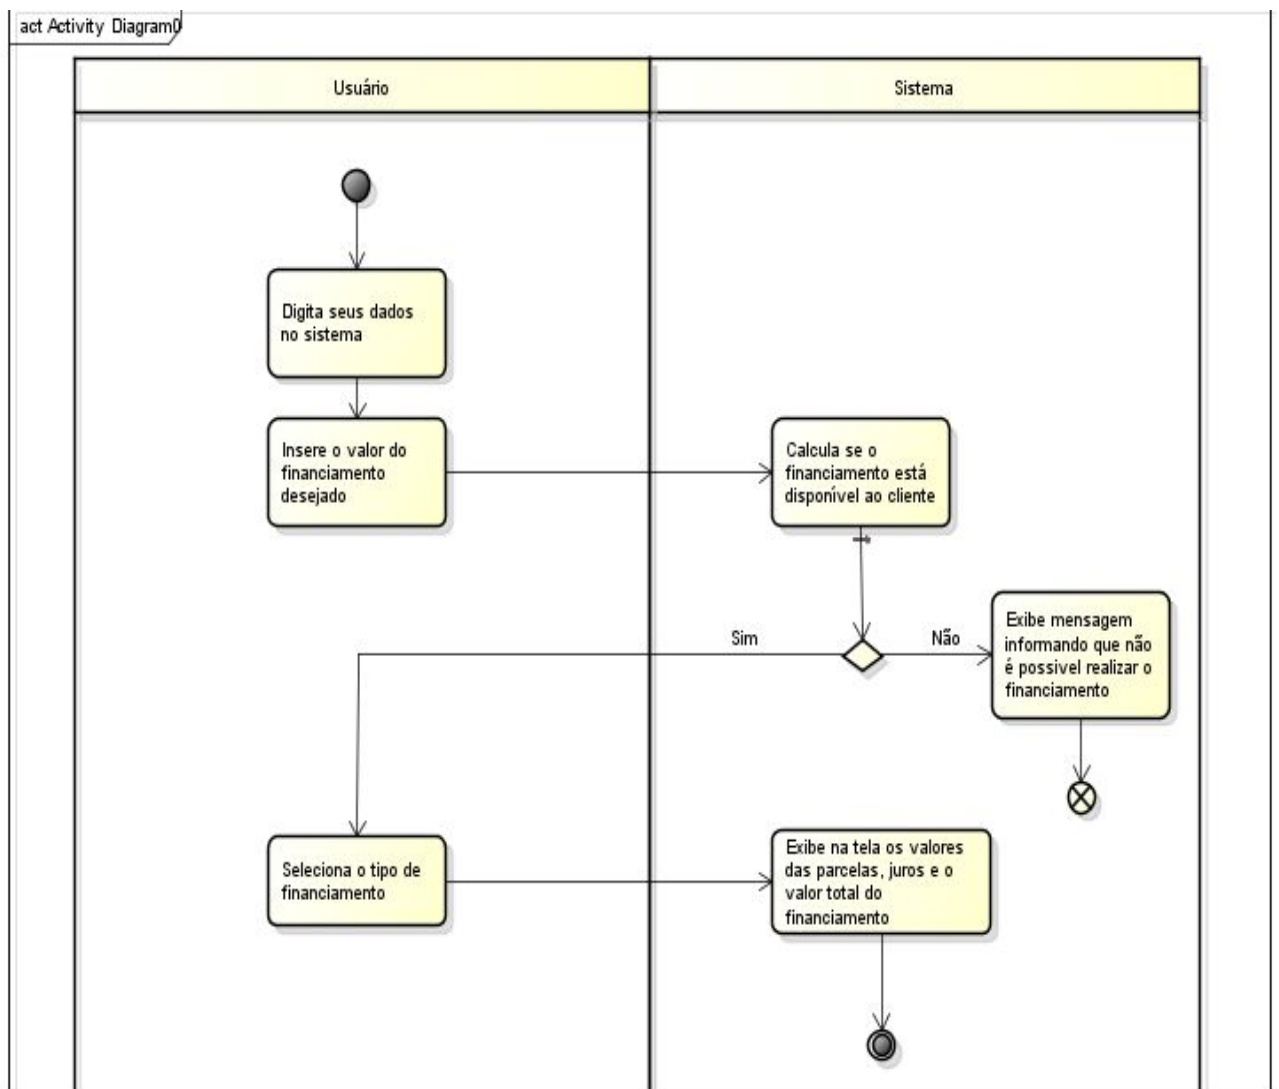 act Activity Diagram0
Usuário
Sistema
Digita seus dados
no sistema
Insere o valor do
financiamento
desejado
Calcula se o
financiamento está
disponível ao cliente
Sim
Não
Exibe mensagem
informando que não
é possivel realizar o
financiamento
Seleciona o tipo de
financiamento
Exibe na tela os valores
das parcelas, juros e o
valor total do
financiamento